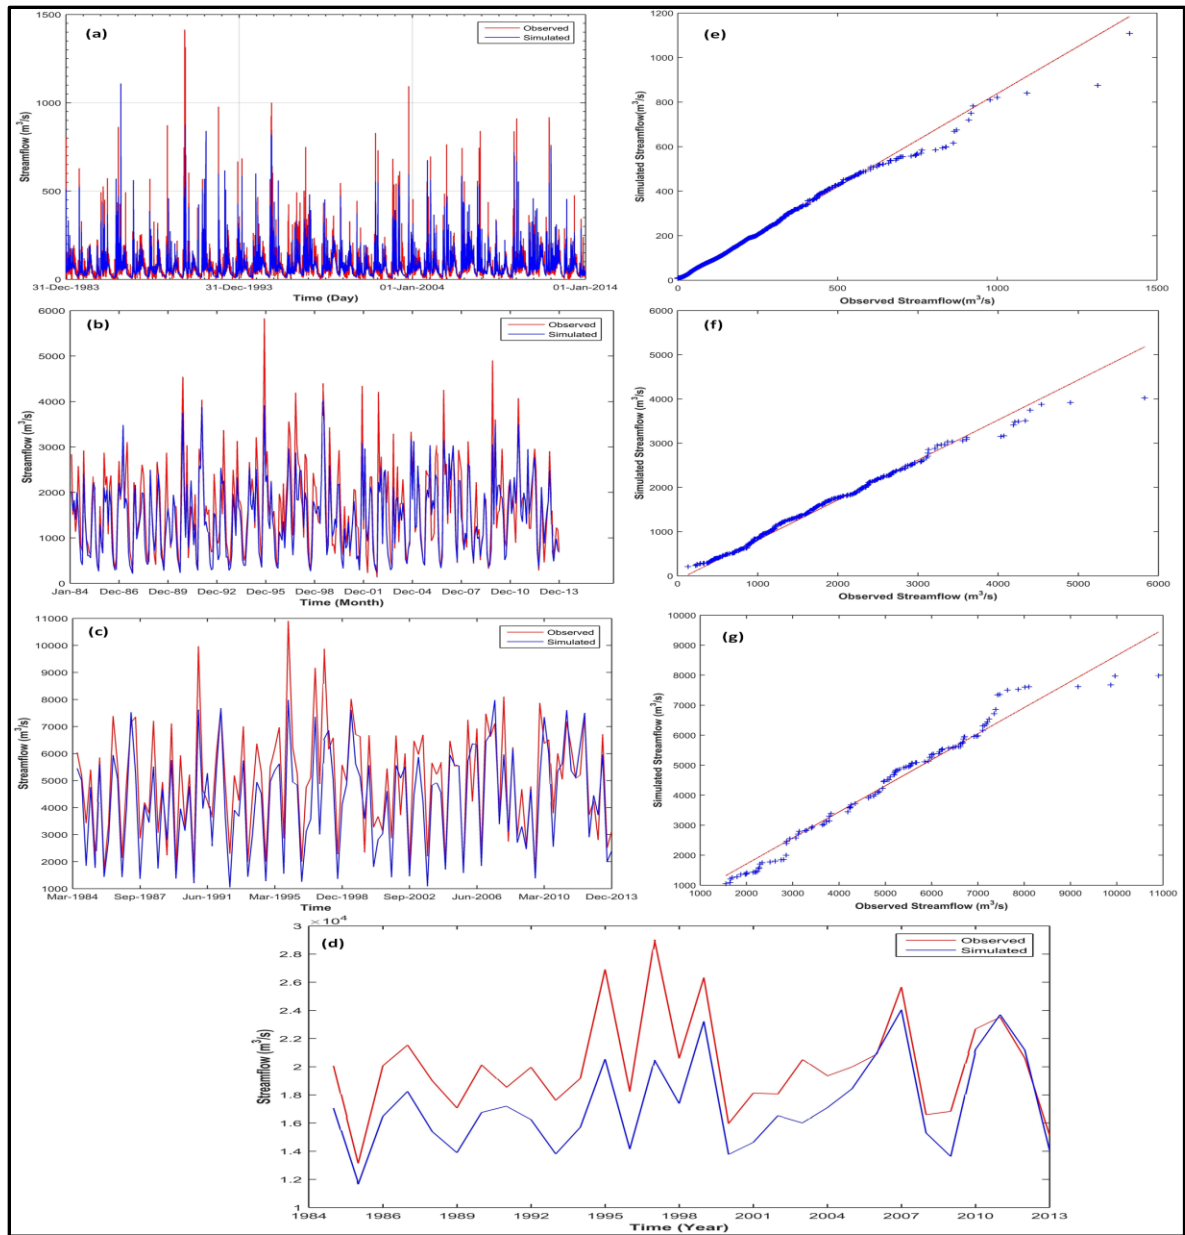 (a)
Observed
Simulated
Streamflow (m³/s)
1500
1000
500
0
31-Dec-1983 31-Dec-1993 01-Jan-2004 01-Jan-2014
Time (Day)
(e)
Simulated Streamflow (m³/s)
1200
1000
800
600
400
200
0
0 500 1000 1500
Observed Streamflow(m³/s)
(b)
Observed
Simulated
Streamflow (m³/s)
6000
5000
4000
3000
2000
1000
0
Jan-84 Dec-86 Dec-89 Dec-92 Dec-95 Dec-98 Dec-01 Dec-04 Dec-07 Dec-10 Dec-13
Time (Month)
(f)
Simulated Streamflow (m³/s)
6000
5000
4000
3000
2000
1000
0
0 1000 2000 3000 4000 5000 6000
Observed Streamflow (m³/s)
(c)
Observed
Simulated
Streamflow (m³/s)
11000
10000
9000
8000
7000
6000
5000
4000
3000
2000
1000
Mar-1984 Sep-1987 Jun-1991 Mar-1995 Dec-1998 Sep-2002 Jun-2006 Mar-2010 Dec-2013
Time
(g)
Simulated Streamflow (m³/s)
10000
9000
8000
7000
6000
5000
4000
3000
2000
1000
1000 2000 3000 4000 5000 6000 7000 8000 9000 10000 11000
Observed Streamflow (m³/s)
×10⁴
(d)
Observed
Simulated
Streamflow (m³/s)
3
2.8
2.6
2.4
2.2
2
1.8
1.6
1.4
1.2
1
1984 1986 1989 1992 1995 1998 2001 2004 2007 2010 2013
Time (Year)